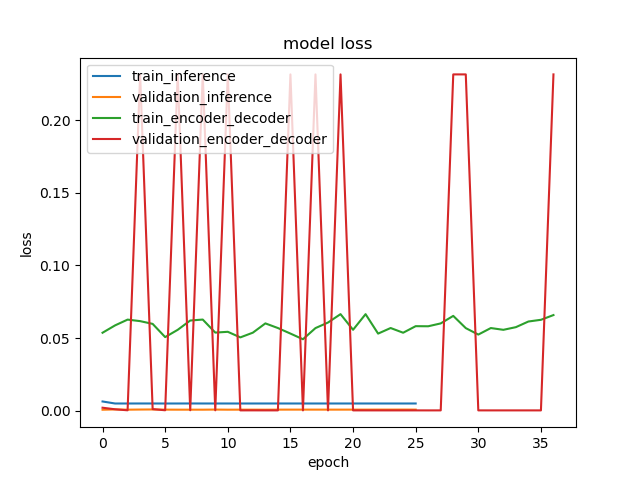 model loss
train_inference
validation_inference
train_encoder_decoder
validation_encoder_decoder
0.20
0.15
0.10
0.05
0.00
loss
0 5 10 15 20 25 30 35
epoch